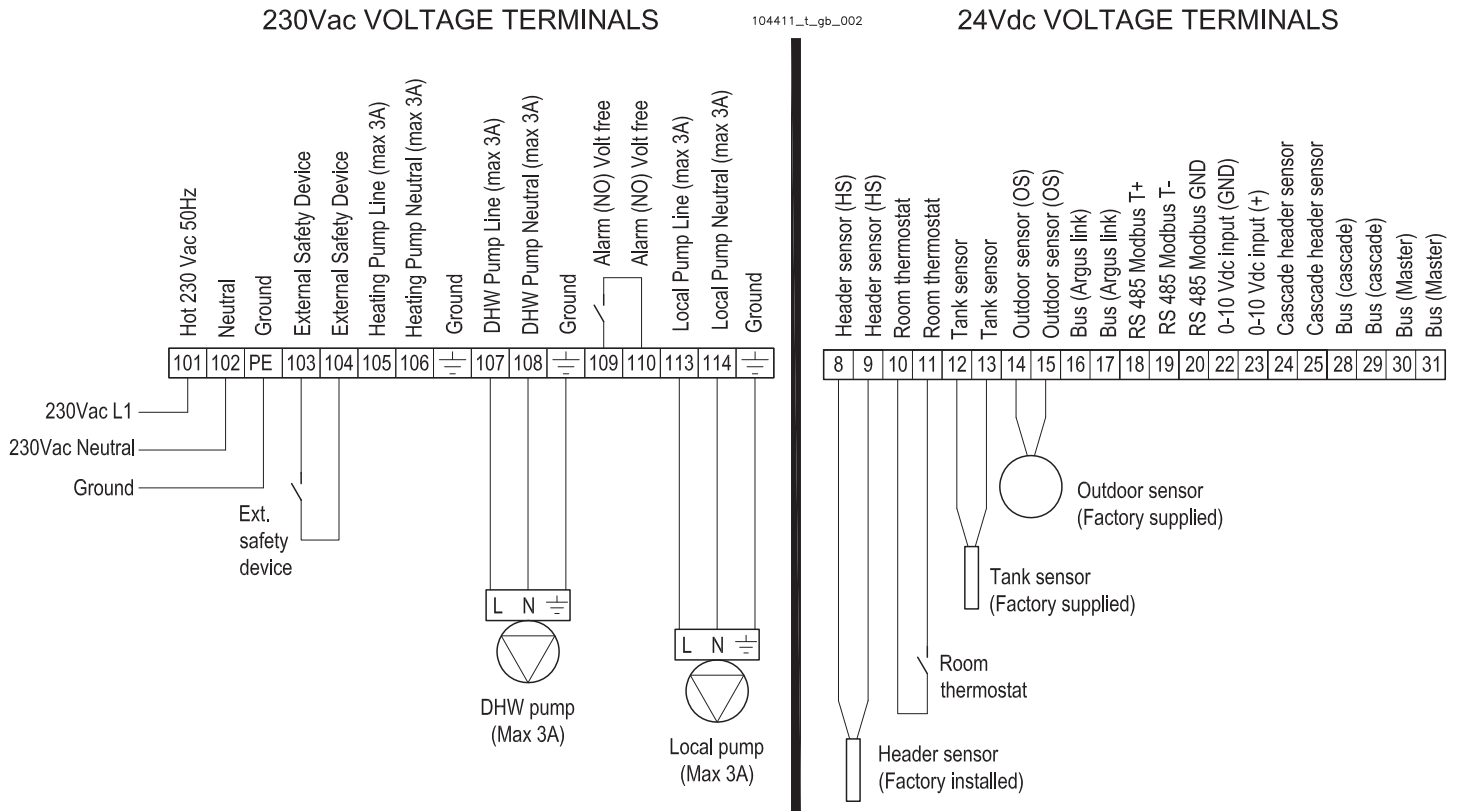 230Vac VOLTAGE TERMINALS
104411_t_gb_002
24Vdc VOLTAGE TERMINALS
Hot 230 Vac 50Hz
Neutral
Ground
External Safety Device
External Safety Device
Heating Pump Line (max 3A)
Heating Pump Neutral (max 3A)
Ground
DHW Pump Line (max 3A)
DHW Pump Neutral (max 3A)
Ground
Alarm (NO) Volt free
Alarm (NO) Volt free
Local Pump Line (max 3A)
Local Pump Neutral (max 3A)
Ground
101 102 PE 103 104 105 106 107 108 109 110 113 114
230Vac L1
230Vac Neutral
Ground
Ext.
safety
device
L N
DHW pump
(Max 3A)
L N
Local pump
(Max 3A)
Header sensor (HS)
Header sensor (HS)
Room thermostat
Room thermostat
Tank sensor
Tank sensor
Outdoor sensor (OS)
Outdoor sensor (OS)
Bus (Argus link)
Bus (Argus link)
RS 485 Modbus T+
RS 485 Modbus T-
RS 485 Modbus GND
0-10 Vdc input (GND)
0-10 Vdc input (+)
Cascade header sensor
Cascade header sensor
Bus (cascade)
Bus (cascade)
Bus (Master)
Bus (Master)
8 9 10 11 12 13 14 15 16 17 18 19 20 22 23 24 25 28 29 30 31
Outdoor sensor
(Factory supplied)
Tank sensor
(Factory supplied)
Room
thermostat
Header sensor
(Factory installed)